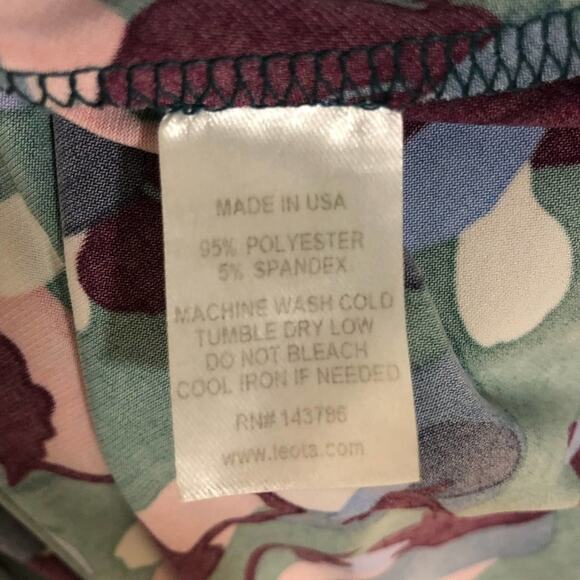 MADE IN USA
95% POLYESTER
5% SPANDEX
MACHINE WASH COLD
TUMBLE DRY LOW
DO NOT BLEACH
COOL IRON IF NEEDED
RN# 143786
www.leota.com